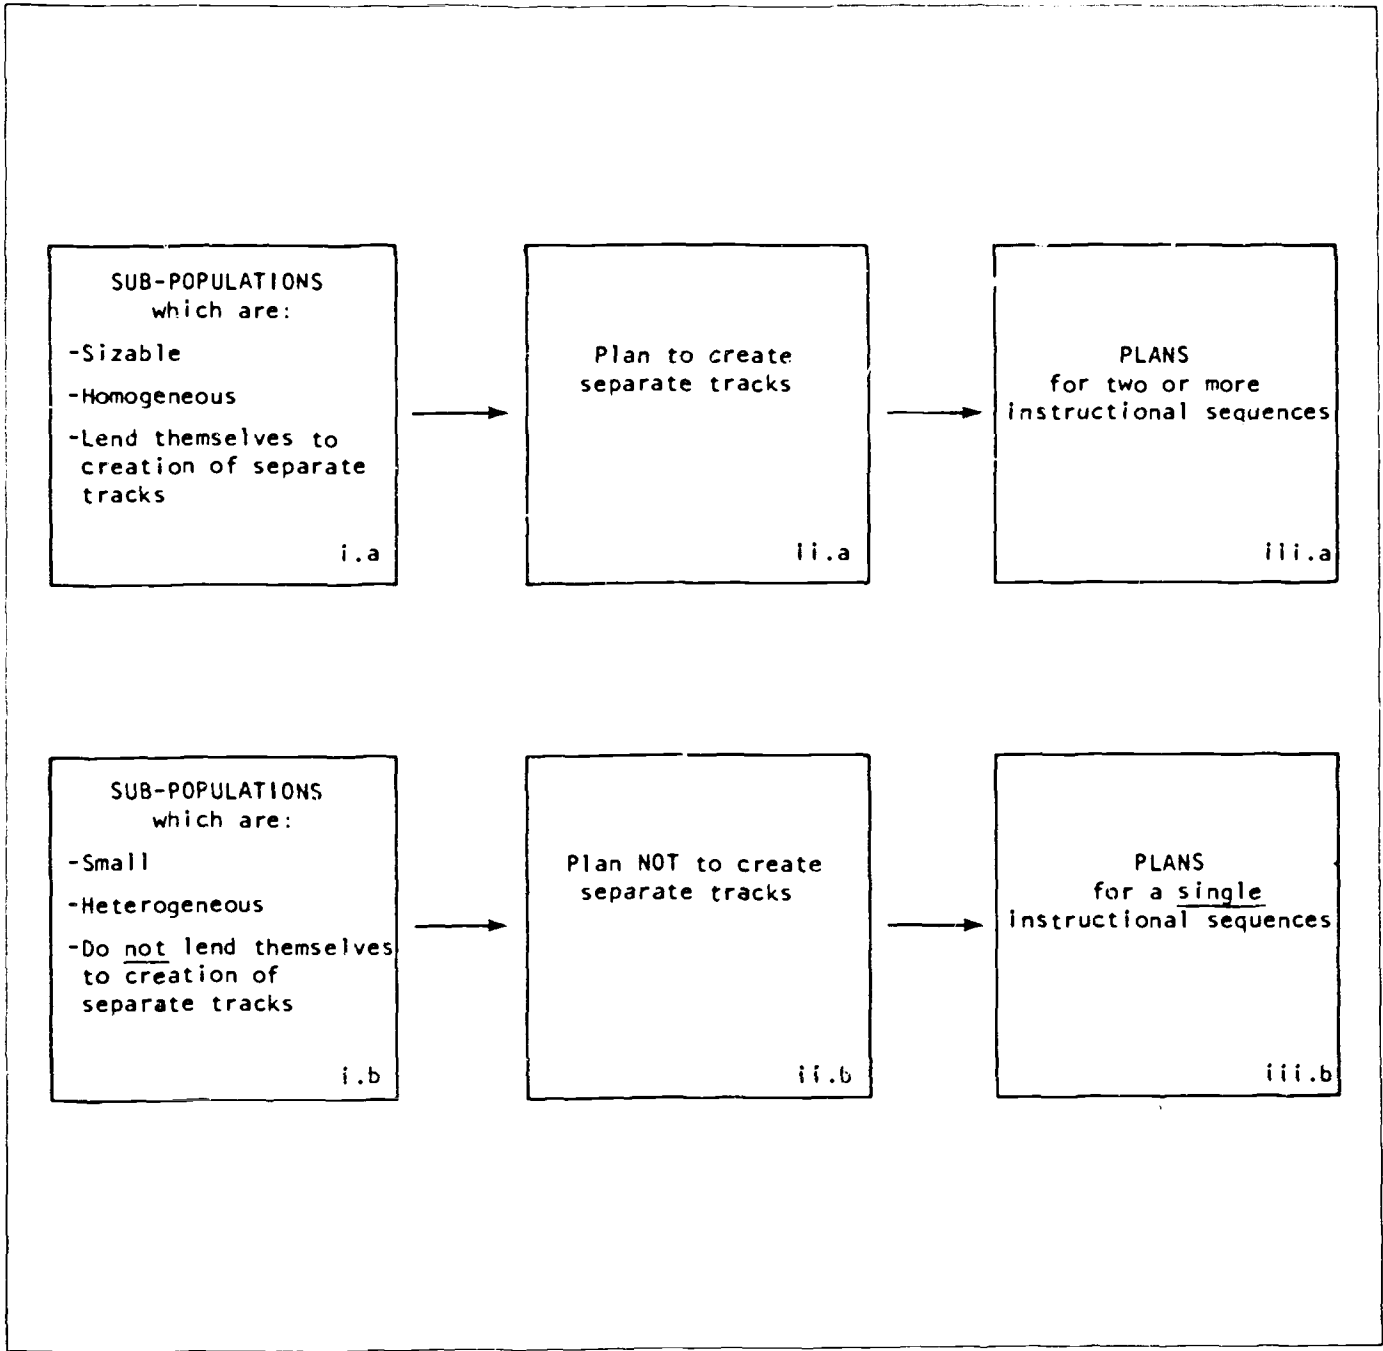 SUB-POPULATIONS
which are:
-Sizable
-Homogeneous
-Lend themselves to
creation of separate
tracks
i.a
Plan to create
separate tracks
ii.a
PLANS
for two or more
instructional sequences
iii.a
SUB-POPULATIONS
which are:
-Small
-Heterogeneous
-Do not lend themselves
to creation of
separate tracks
i.b
Plan NOT to create
separate tracks
ii.b
PLANS
for a single
instructional sequences
iii.b